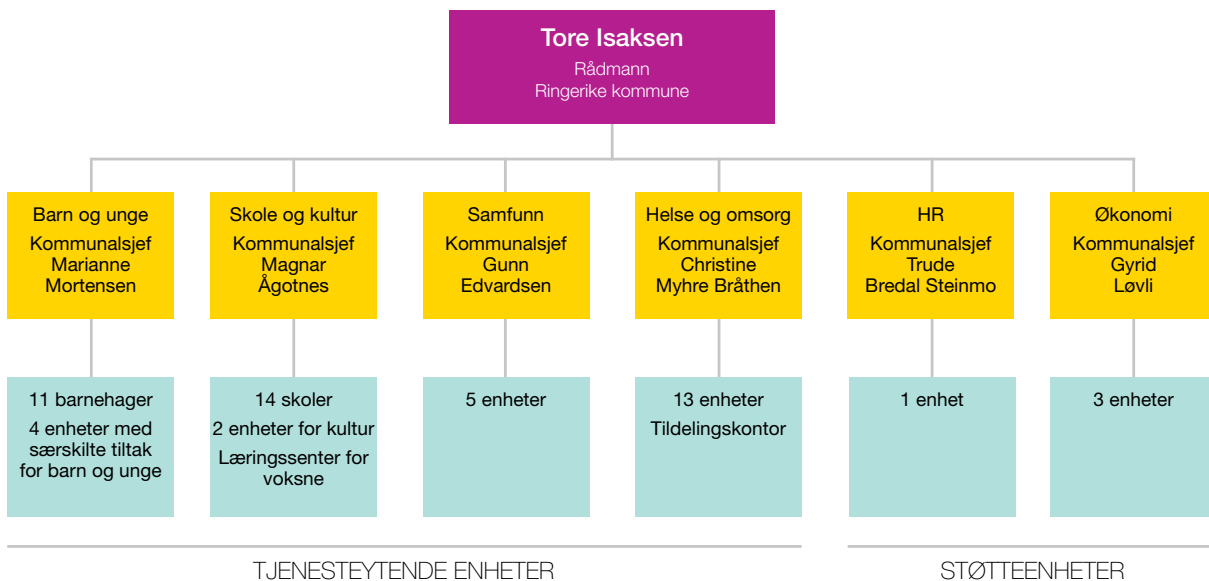 Tore Isaksen
Rådmann
Ringerike kommune
Barn og unge
Kommunalsjef
Marianne
Mortensen
Skole og kultur
Kommunalsjef
Magnar
Ågotnes
Samfunn
Kommunalsjef
Gunn
Edvardsen
Helse og omsorg
Kommunalsjef
Christine
Myhre Bråthen
HR
Kommunalsjef
Trude
Bredal Steinmo
Økonomi
Kommunalsjef
Gyrid
Løvli
11 barnehager
4 enheter med
særskilte tiltak
for barn og unge
14 skoler
2 enheter for kultur
Læringssenter for
voksne
5 enheter
13 enheter
Tildelingskontor
1 enhet
3 enheter
TJENESTEYTENDE ENHETER
STØTTEENHETER